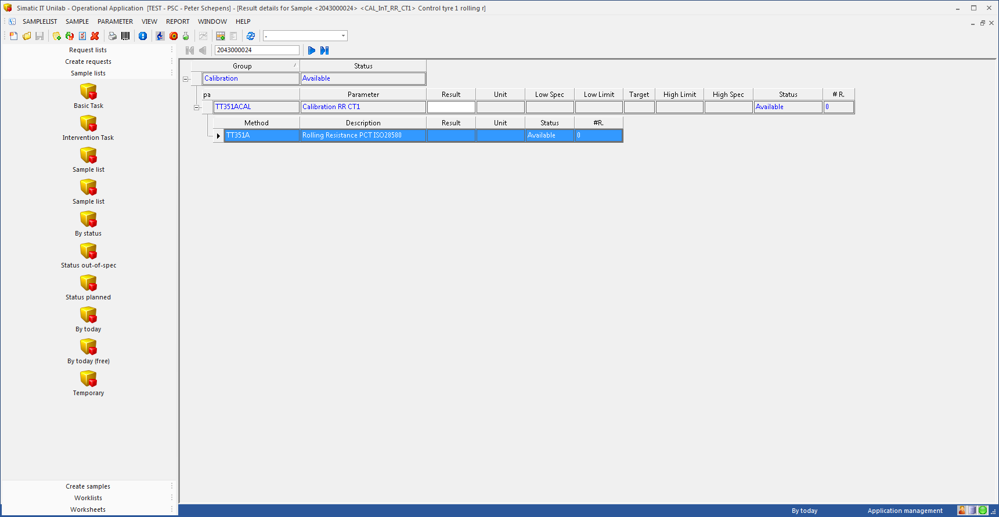 Simatic IT Unilab - Operational Application [TEST - PSC - Peter Schepens] - [Result details for Sample <2043000024> <CAL_InT_RR_CT1> Control tyre 1 rolling r]
SAMPLELIST SAMPLE PARAMETER VIEW REPORT WINDOW HELP
-
Request lists
2043000024
Create requests
Sample lists
Group Status
Calibration Available
pa Parameter Result Unit Low Spec Low Limit Target High Limit High Spec Status # R.
TT351ACAL Calibration RR CT1 Available 0
Method Description Result Unit Status #R.
TT351A Rolling Resistance PCT ISO28580 Available 0
Basic Task
Intervention Task
Sample list
Sample list
By status
Status out-of-spec
Status planned
By today
By today (free)
Temporary
Create samples
Worklists
Worksheets
By today Application management